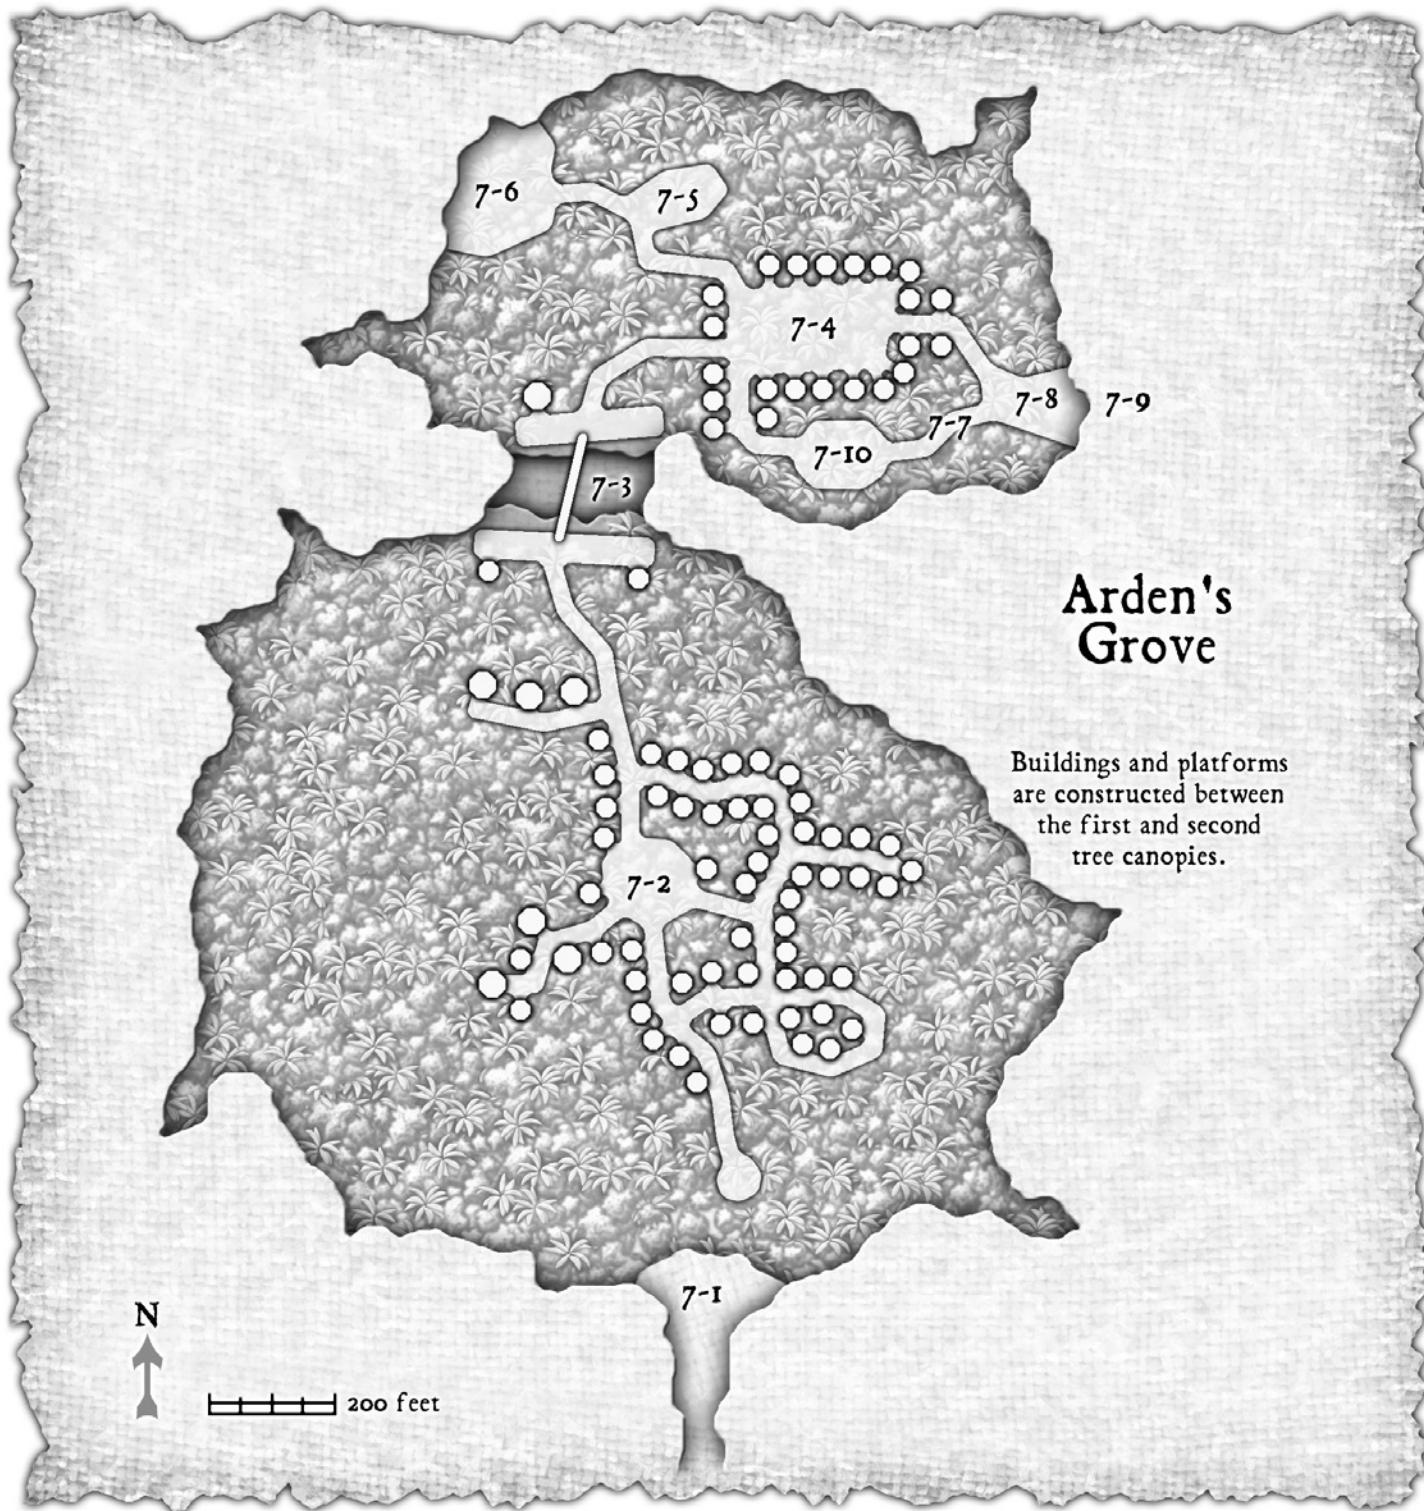 7-6
7-5
7-4
7-8
7-9
7-7
7-10
7-3
Arden's
Grove
Buildings and platforms
are constructed between
the first and second
tree canopies.
7-2
7-1
N
200 feet